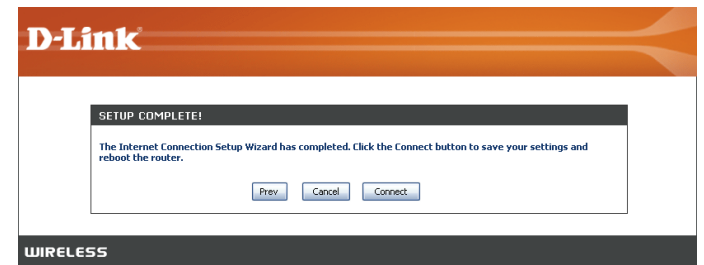 D-Link
SETUP COMPLETE!
The Internet Connection Setup Wizard has completed. Click the Connect button to save your settings and
reboot the router.
Prev Cancel Connect
WIRELESS